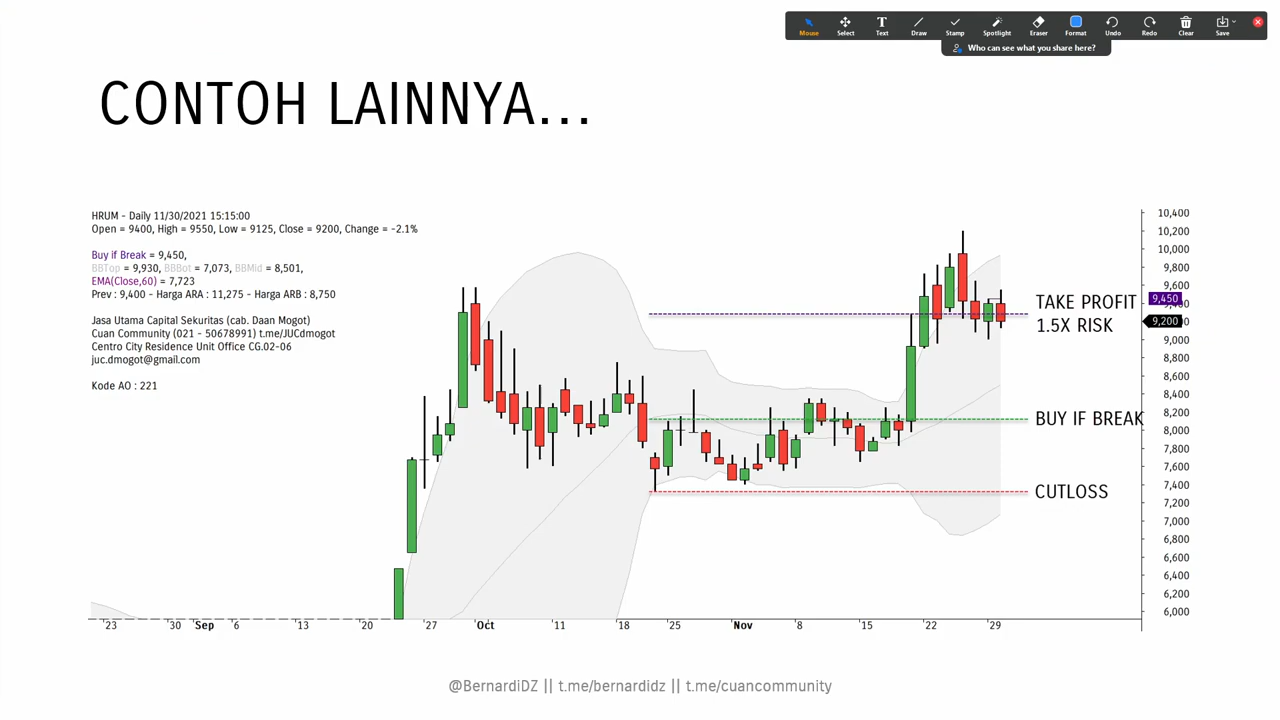 Mouse Select Text Draw Stamp Spotlight Eraser Format Undo Redo Clear Save
Who can see what you share here?
CONTOH LAINNYA...
HRUM - Daily 11/30/2021 15:15:00
Open = 9400, High = 9550, Low = 9125, Close = 9200, Change = -2.1%
Buy if Break = 9,450,
BBTop = 9,930, BBBot = 7,073, BBMid = 8,501,
EMA(Close,60) = 7,723
Prev : 9,400 - Harga ARA : 11,275 - Harga ARB : 8,750
Jasa Utama Capital Sekuritas (cab. Daan Mogot)
Cuan Community (021 - 50678991) t.me/JUCdmogot
Centro City Residence Unit Office CG.02-06
juc.dmogot@gmail.com
Kode AO : 221
10,400
10,200
10,000
9,800
9,600
9,450
9,200
9,000
8,800
8,600
8,400
8,200
8,000
7,800
7,600
7,400
7,200
7,000
6,800
6,600
6,400
6,200
6,000
TAKE PROFIT
1.5X RISK
BUY IF BREAK
CUTLOSS
23 30 Sep 6 13 20 27 Oct 11 18 25 Nov 8 15 22 29
@BernardiDZ || t.me/bernardidz || t.me/cuancommunity